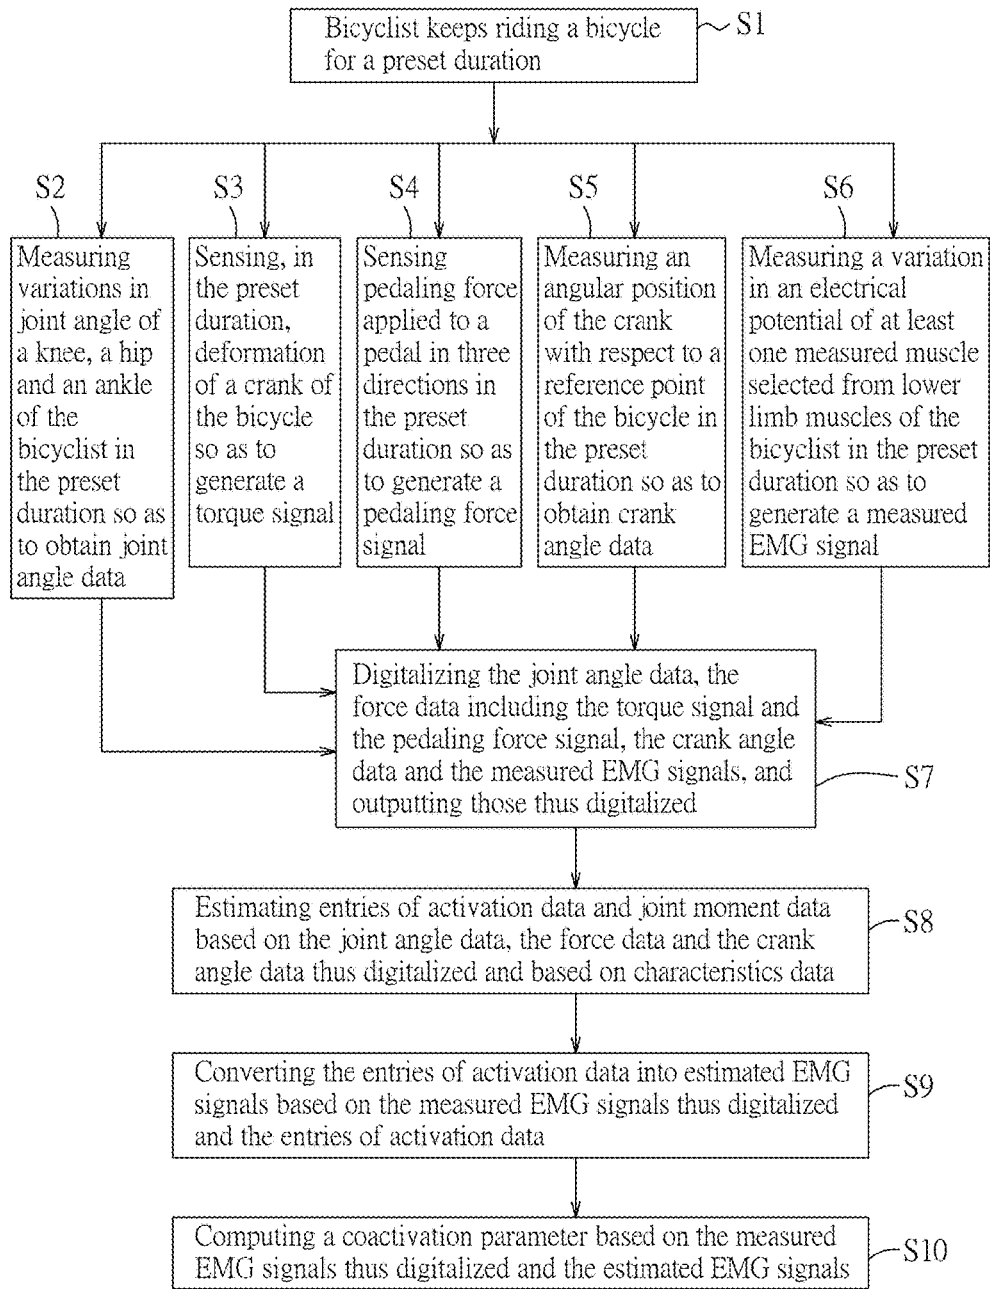 Bicyclist keeps riding a bicycle
for a preset duration
S1
S2
Measuring
variations in
joint angle of
a knee, a hip
and an ankle
of the
bicyclist in
the preset
duration so as
to obtain joint
angle data
S3
Sensing, in
the preset
duration,
deformation
of a crank of
the bicycle
so as to
generate a
torque signal
S4
Sensing
pedaling force
applied to a
pedal in three
directions in
the preset
duration so as
to generate a
pedaling force
signal
S5
Measuring an
angular position
of the crank
with respect to a
reference point
of the bicycle in
the preset
duration so as to
obtain crank
angle data
S6
Measuring a variation
in an electrical
potential of at least
one measured muscle
selected from lower
limb muscles of the
bicyclist in the preset
duration so as to
generate a measured
EMG signal
Digitalizing the joint angle data, the
force data including the torque signal and
the pedaling force signal, the crank angle
data and the measured EMG signals, and
outputting those thus digitalized
S7
Estimating entries of activation data and joint moment data
based on the joint angle data, the force data and the crank
angle data thus digitalized and based on characteristics data
S8
Converting the entries of activation data into estimated EMG
signals based on the measured EMG signals thus digitalized
and the entries of activation data
S9
Computing a coactivation parameter based on the measured
EMG signals thus digitalized and the estimated EMG signals
S10